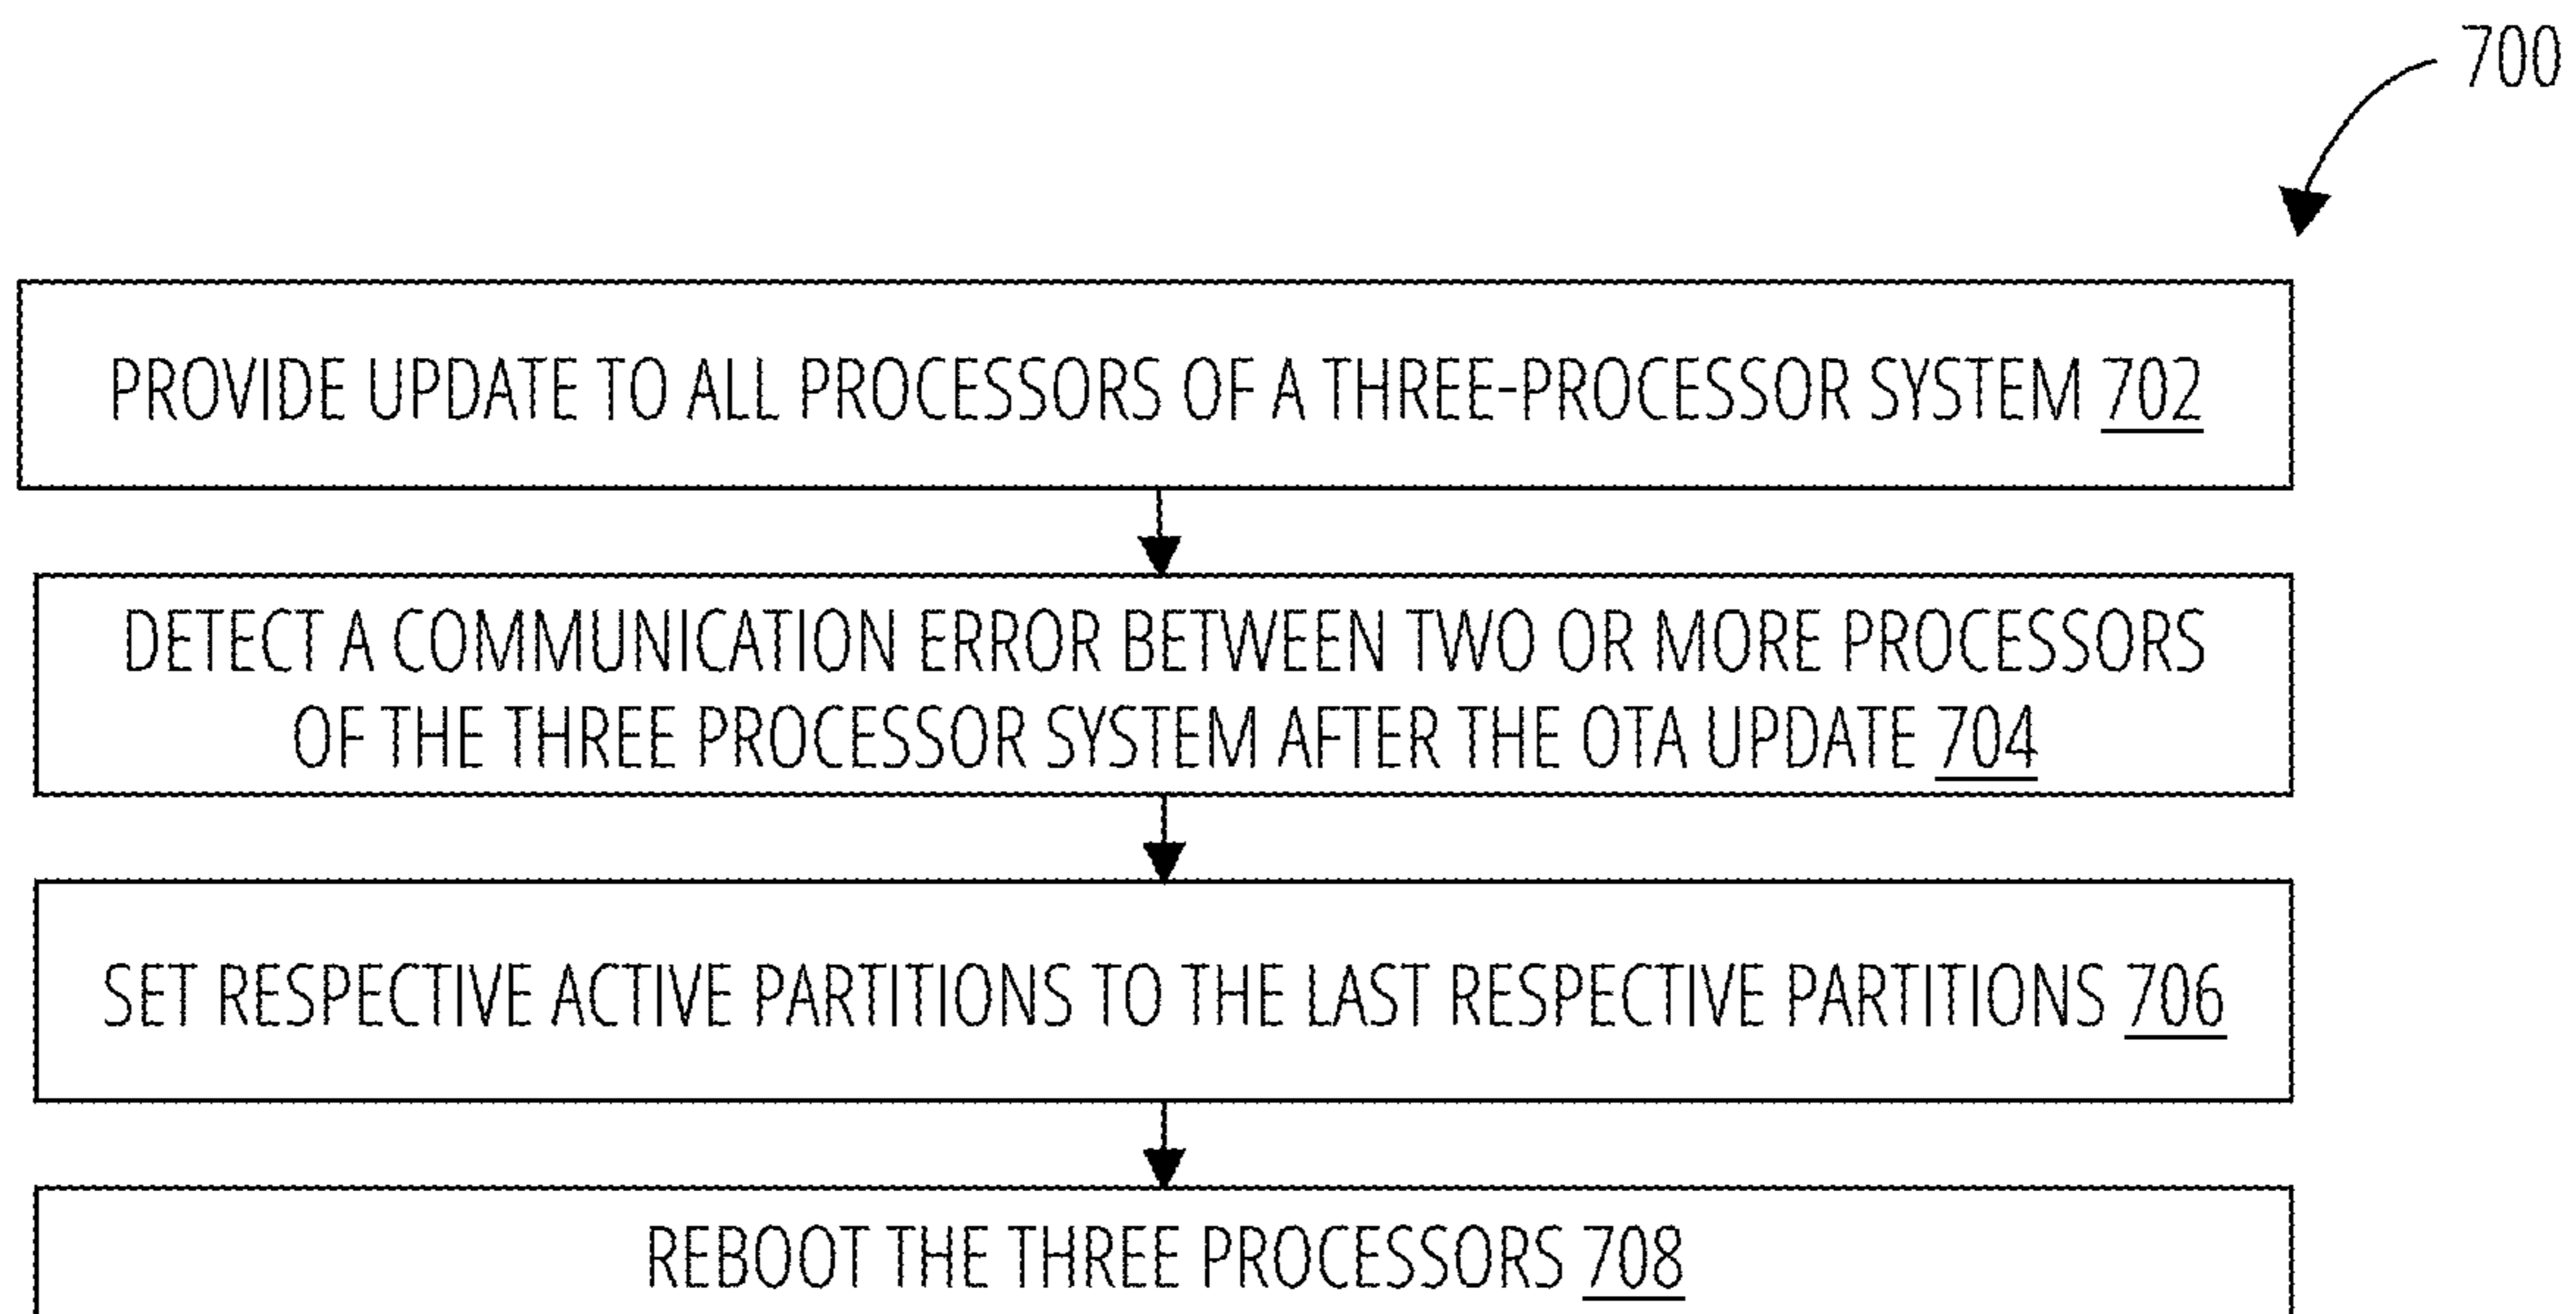 700
PROVIDE UPDATE TO ALL PROCESSORS OF A THREE-PROCESSOR SYSTEM 702
DETECT A COMMUNICATION ERROR BETWEEN TWO OR MORE PROCESSORS
OF THE THREE PROCESSOR SYSTEM AFTER THE OTA UPDATE 704
SET RESPECTIVE ACTIVE PARTITIONS TO THE LAST RESPECTIVE PARTITIONS 706
REBOOT THE THREE PROCESSORS 708